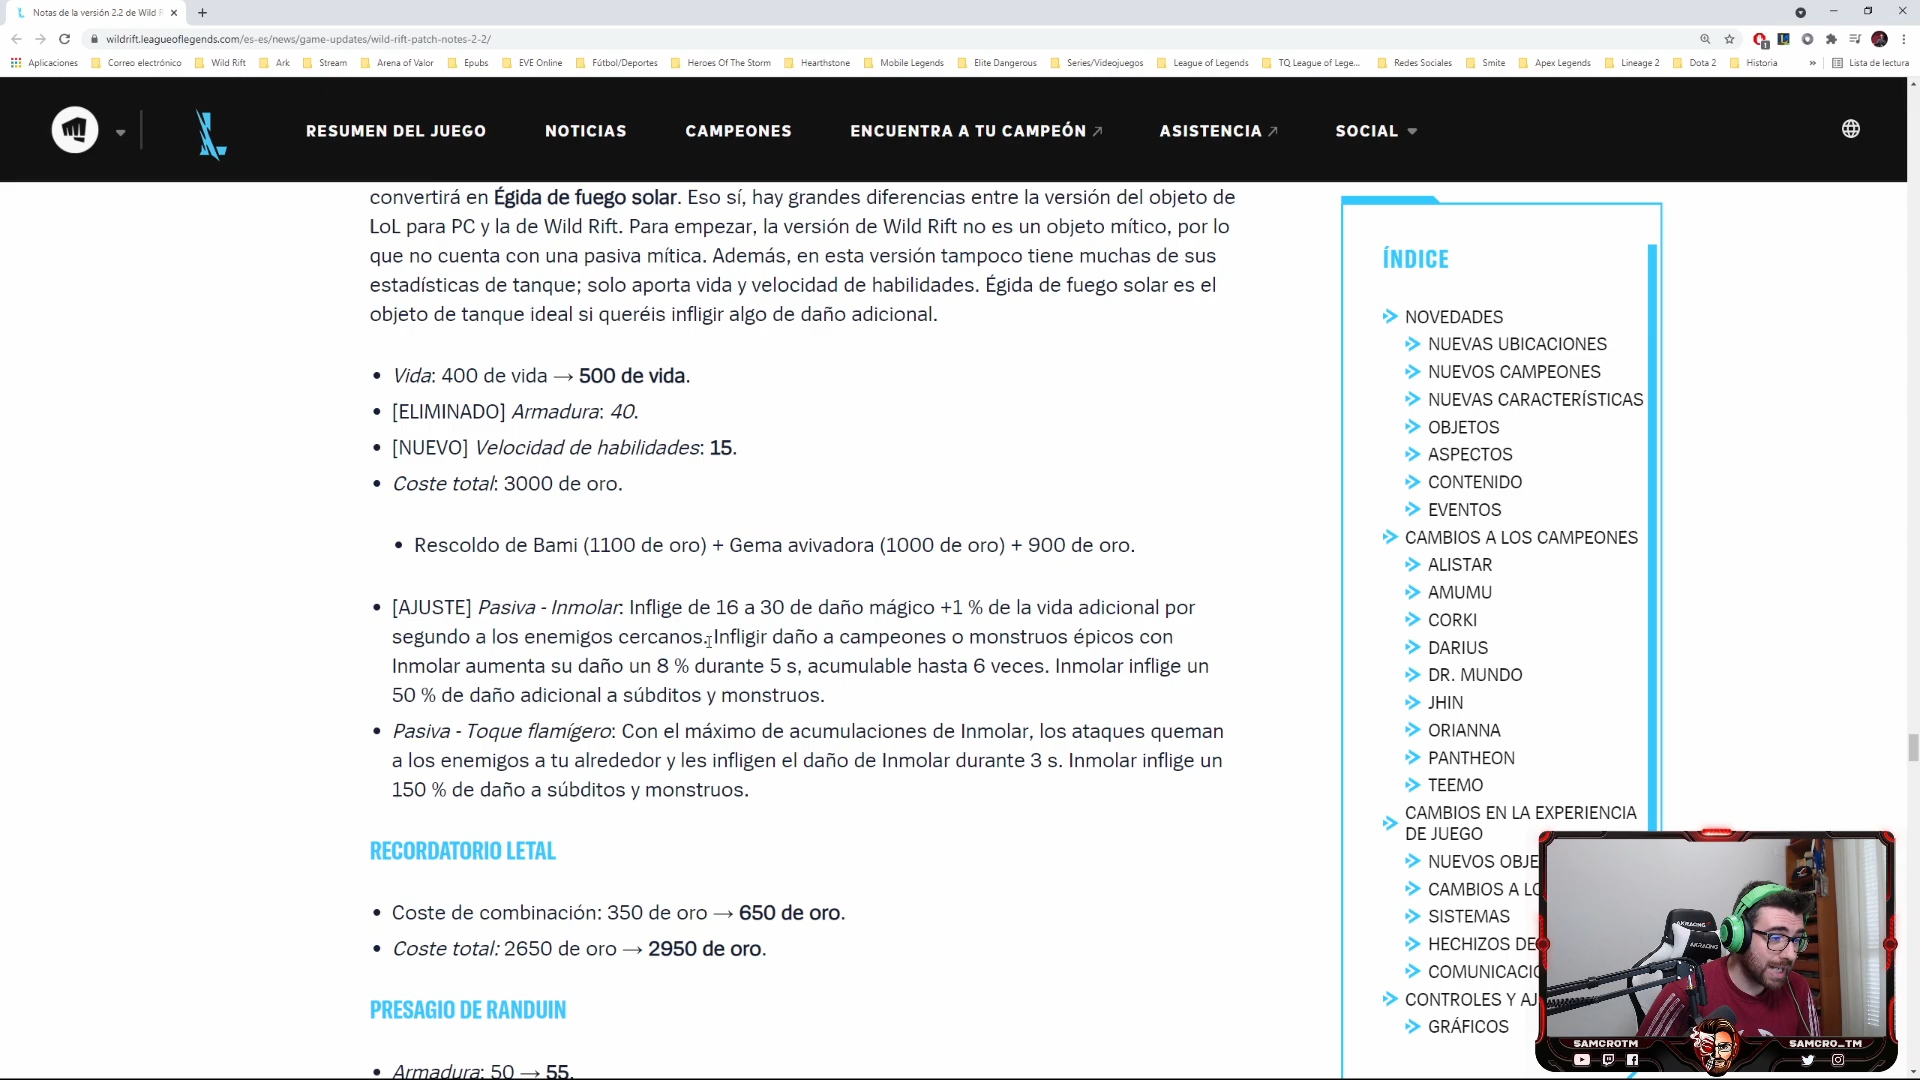 Notas de la versión 2.2 de Wild R
wildrift.leagueoflegends.com/es-es/news/game-updates/wild-rift-patch-notes-2-2/
Aplicaciones Correo electrónico Wild Rift Ark Stream Arena of Valor Epubs EVE Online Fútbol/Deportes Heroes Of The Storm Hearthstone Mobile Legends Elite Dangerous Series/Videojuegos League of Legends TQ League of Lege... Redes Sociales Smite Apex Legends Lineage 2 Dota 2 Historia » Lista de lectura
RESUMEN DEL JUEGO NOTICIAS CAMPEONES ENCUENTRA A TU CAMPEÓN ASISTENCIA SOCIAL
convertirá en Égida de fuego solar. Eso sí, hay grandes diferencias entre la versión del objeto de
LoL para PC y la de Wild Rift. Para empezar, la versión de Wild Rift no es un objeto mítico, por lo
que no cuenta con una pasiva mítica. Además, en esta versión tampoco tiene muchas de sus
estadísticas de tanque; solo aporta vida y velocidad de habilidades. Égida de fuego solar es el
objeto de tanque ideal si queréis infligir algo de daño adicional.
• Vida: 400 de vida → 500 de vida.
• [ELIMINADO] Armadura: 40.
• [NUEVO] Velocidad de habilidades: 15.
• Coste total: 3000 de oro.
• Rescoldo de Bami (1100 de oro) + Gema avivadora (1000 de oro) + 900 de oro.
• [AJUSTE] Pasiva - Inmolar: Inflige de 16 a 30 de daño mágico +1 % de la vida adicional por
segundo a los enemigos cercanos. Infligir daño a campeones o monstruos épicos con
Inmolar aumenta su daño un 8 % durante 5 s, acumulable hasta 6 veces. Inmolar inflige un
50 % de daño adicional a súbditos y monstruos.
• Pasiva - Toque flamígero: Con el máximo de acumulaciones de Inmolar, los ataques queman
a los enemigos a tu alrededor y les infligen el daño de Inmolar durante 3 s. Inmolar inflige un
150 % de daño a súbditos y monstruos.
RECORDATORIO LETAL
• Coste de combinación: 350 de oro → 650 de oro.
• Coste total: 2650 de oro → 2950 de oro.
PRESAGIO DE RANDUIN
• Armadura: 50 → 55.
ÍNDICE
NOVEDADES
NUEVAS UBICACIONES
NUEVOS CAMPEONES
NUEVAS CARACTERÍSTICAS
OBJETOS
ASPECTOS
CONTENIDO
EVENTOS
CAMBIOS A LOS CAMPEONES
ALISTAR
AMUMU
CORKI
DARIUS
DR. MUNDO
JHIN
ORIANNA
PANTHEON
TEEMO
CAMBIOS EN LA EXPERIENCIA
DE JUEGO
NUEVOS OBJE
CAMBIOS A LO
SISTEMAS
HECHIZOS DE
COMUNICACIO
CONTROLES Y AJ
GRÁFICOS
AKRACING
AKRACING
SAMCROTM SAMCRO_TM